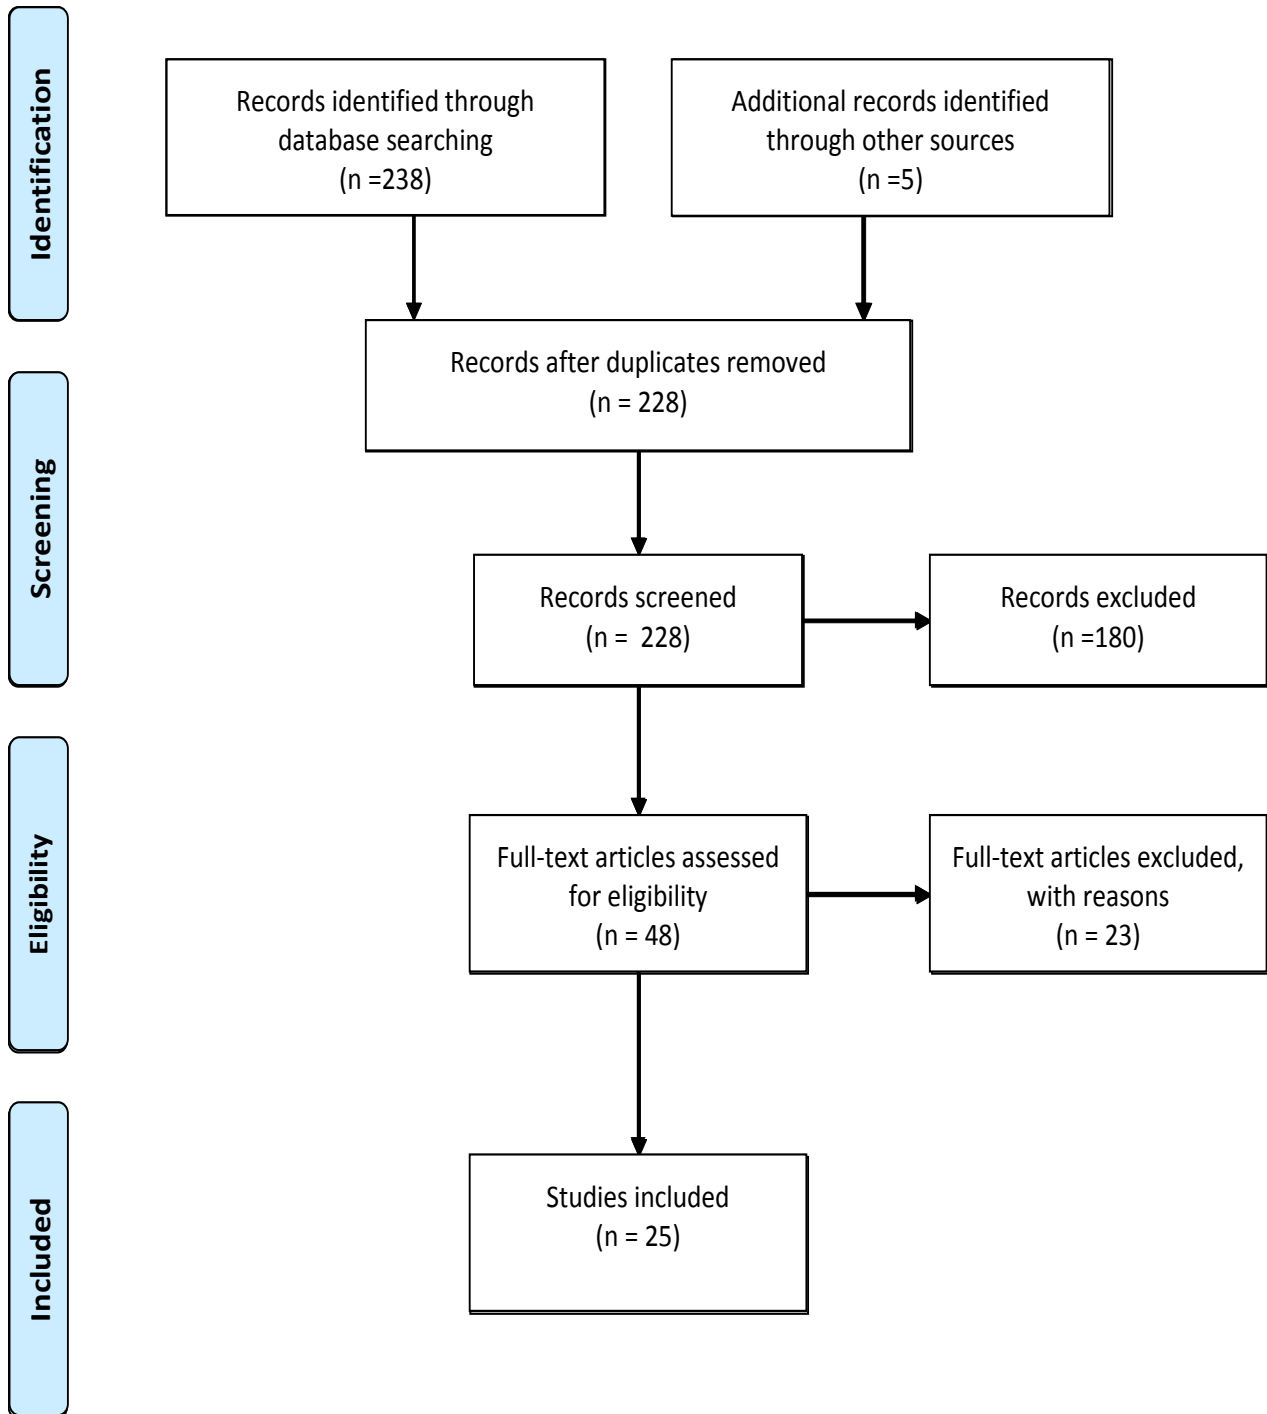 Identification
Records identified through
database searching
(n =238)
Additional records identified
through other sources
(n =5)
Records after duplicates removed
(n = 228)
Screening
Records screened
(n =  228)
Records excluded
(n =180)
Eligibility
Full-text articles assessed
for eligibility
(n = 48)
Full-text articles excluded,
with reasons
(n = 23)
Included
Studies included
(n = 25)